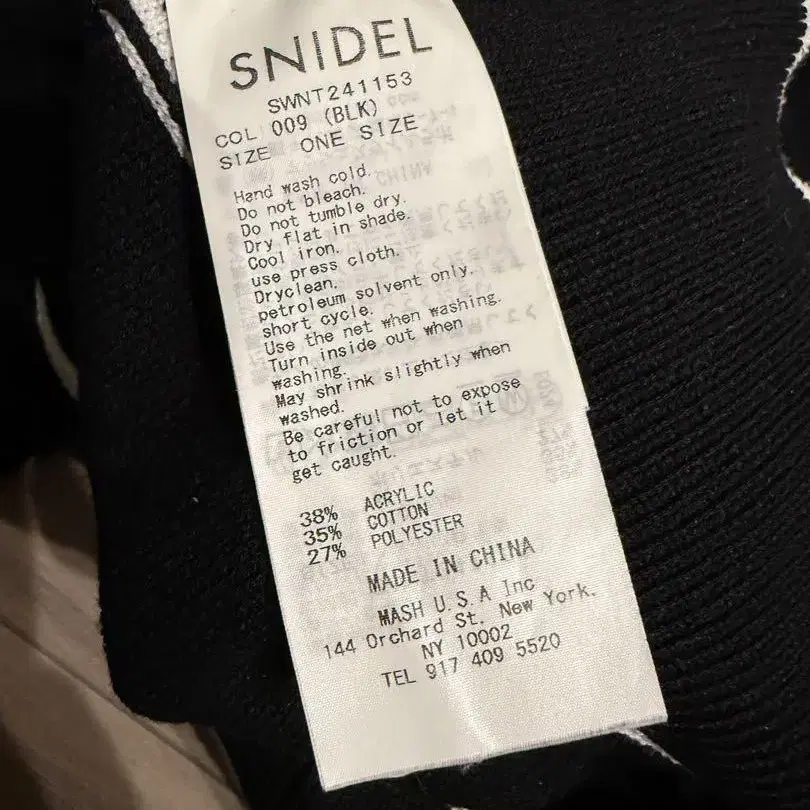 SNIDEL
SWNT241153
COL 009 (BLK)
SIZE ONE SIZE
Hand wash cold.
Do not bleach.
Do not tumble dry.
Dry flat in shade.
Cool iron.
use press cloth.
Dryclean.
petroleum solvent only.
short cycle.
Use the net when washing.
Turn inside out when
washing.
May shrink slightly when
washed.
Be careful not to expose
to friction or let it
get caught.
38% ACRYLIC
35% COTTON
27% POLYESTER
MADE IN CHINA
MASH U.S.A Inc
144 Orchard St. New York.
NY 10002
TEL 917 409 5520